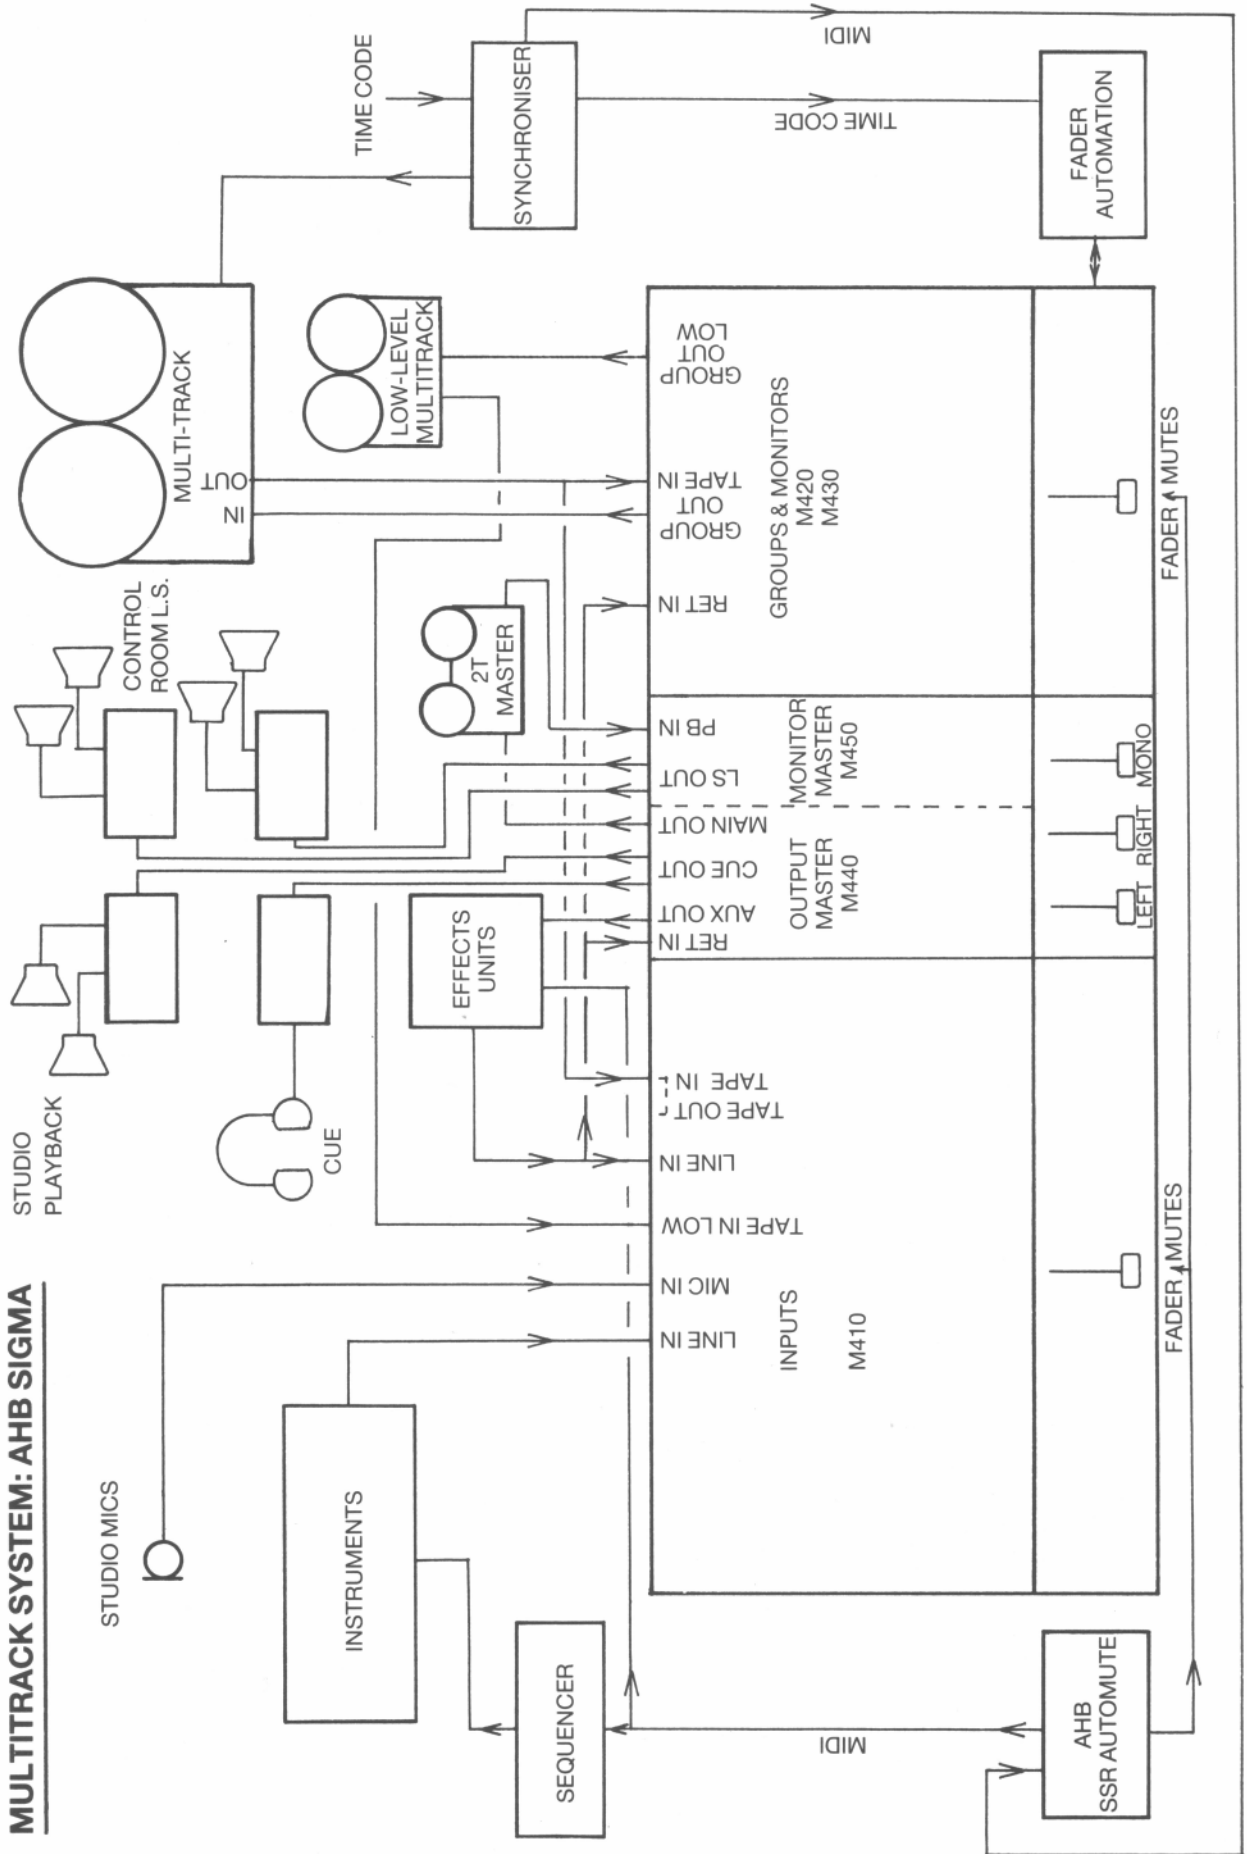 MULTITRACK SYSTEM: AHB SIGMA
STUDIO MICS
INSTRUMENTS
SEQUENCER
MIDI
AHB
SSR AUTOMUTE
STUDIO
PLAYBACK
CUE
EFFECTS
UNITS
CONTROL
ROOM L.S.
2T
MASTER
MULTI-TRACK
IN
OUT
LOW-LEVEL
MULTITRACK
TIME CODE
SYNCHRONISER
MIDI
TIME CODE
FADER
AUTOMATION
LINE IN
MIC IN
TAPE IN LOW
LINE IN
TAPE OUT
TAPE IN
RET IN
AUX OUT
CUE OUT
MAIN OUT
LS OUT
PB IN
RET IN
GROUP
OUT
TAPE IN
GROUP
OUT
LOW
INPUTS
M410
OUTPUT
MASTER
M440
MONITOR
MASTER
M450
GROUPS & MONITORS
M420
M430
LEFT
RIGHT
MONO
FADER MUTES
FADER MUTES